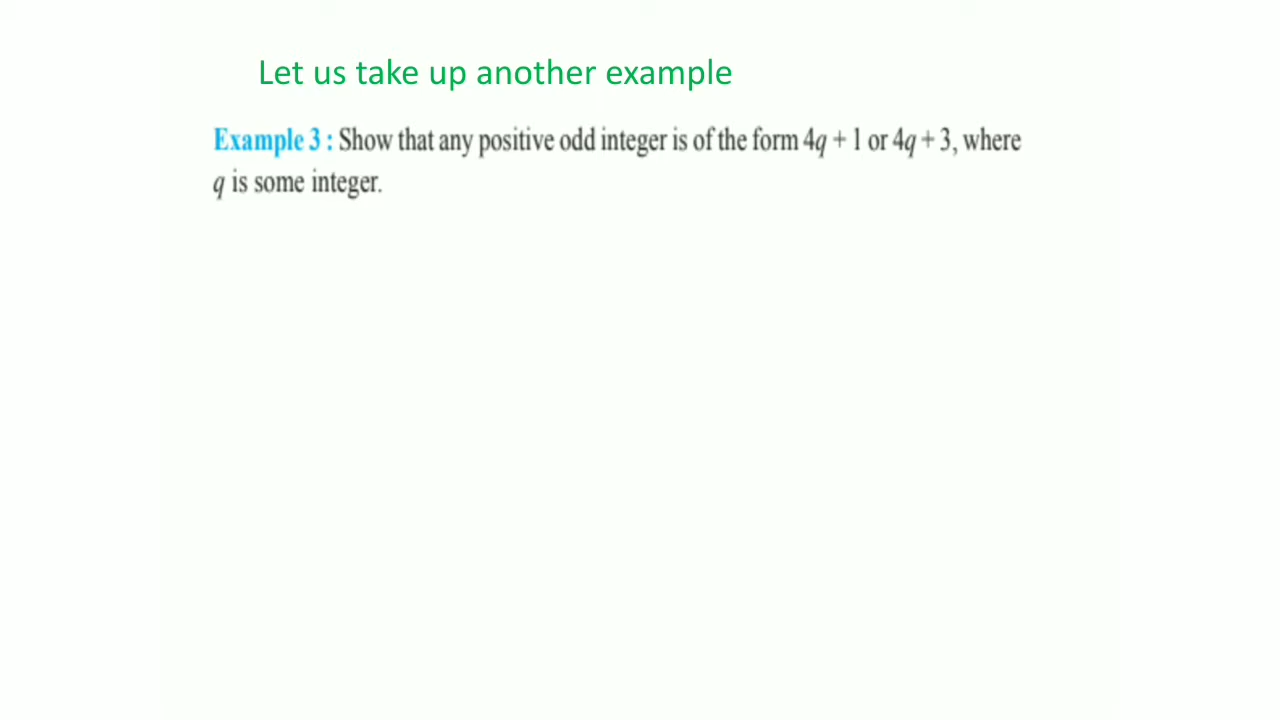 Let us take up another example
Example 3 : Show that any positive odd integer is of the form 4q + 1 or 4q + 3, where
q is some integer.